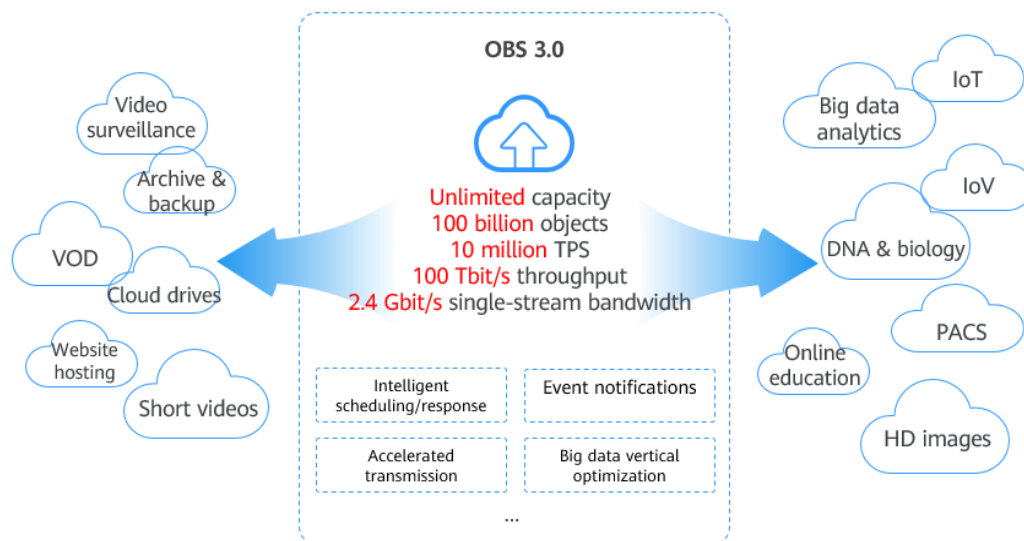 OBS 3.0
Video
surveillance
Archive &
backup
VOD
Cloud drives
Website
hosting
Short videos
Unlimited capacity
100 billion objects
10 million TPS
100 Tbit/s throughput
2.4 Gbit/s single-stream bandwidth
Intelligent
scheduling/response
Event notifications
Accelerated
transmission
Big data vertical
optimization
...
IoT
Big data
analytics
IoV
DNA & biology
PACS
Online
education
HD images